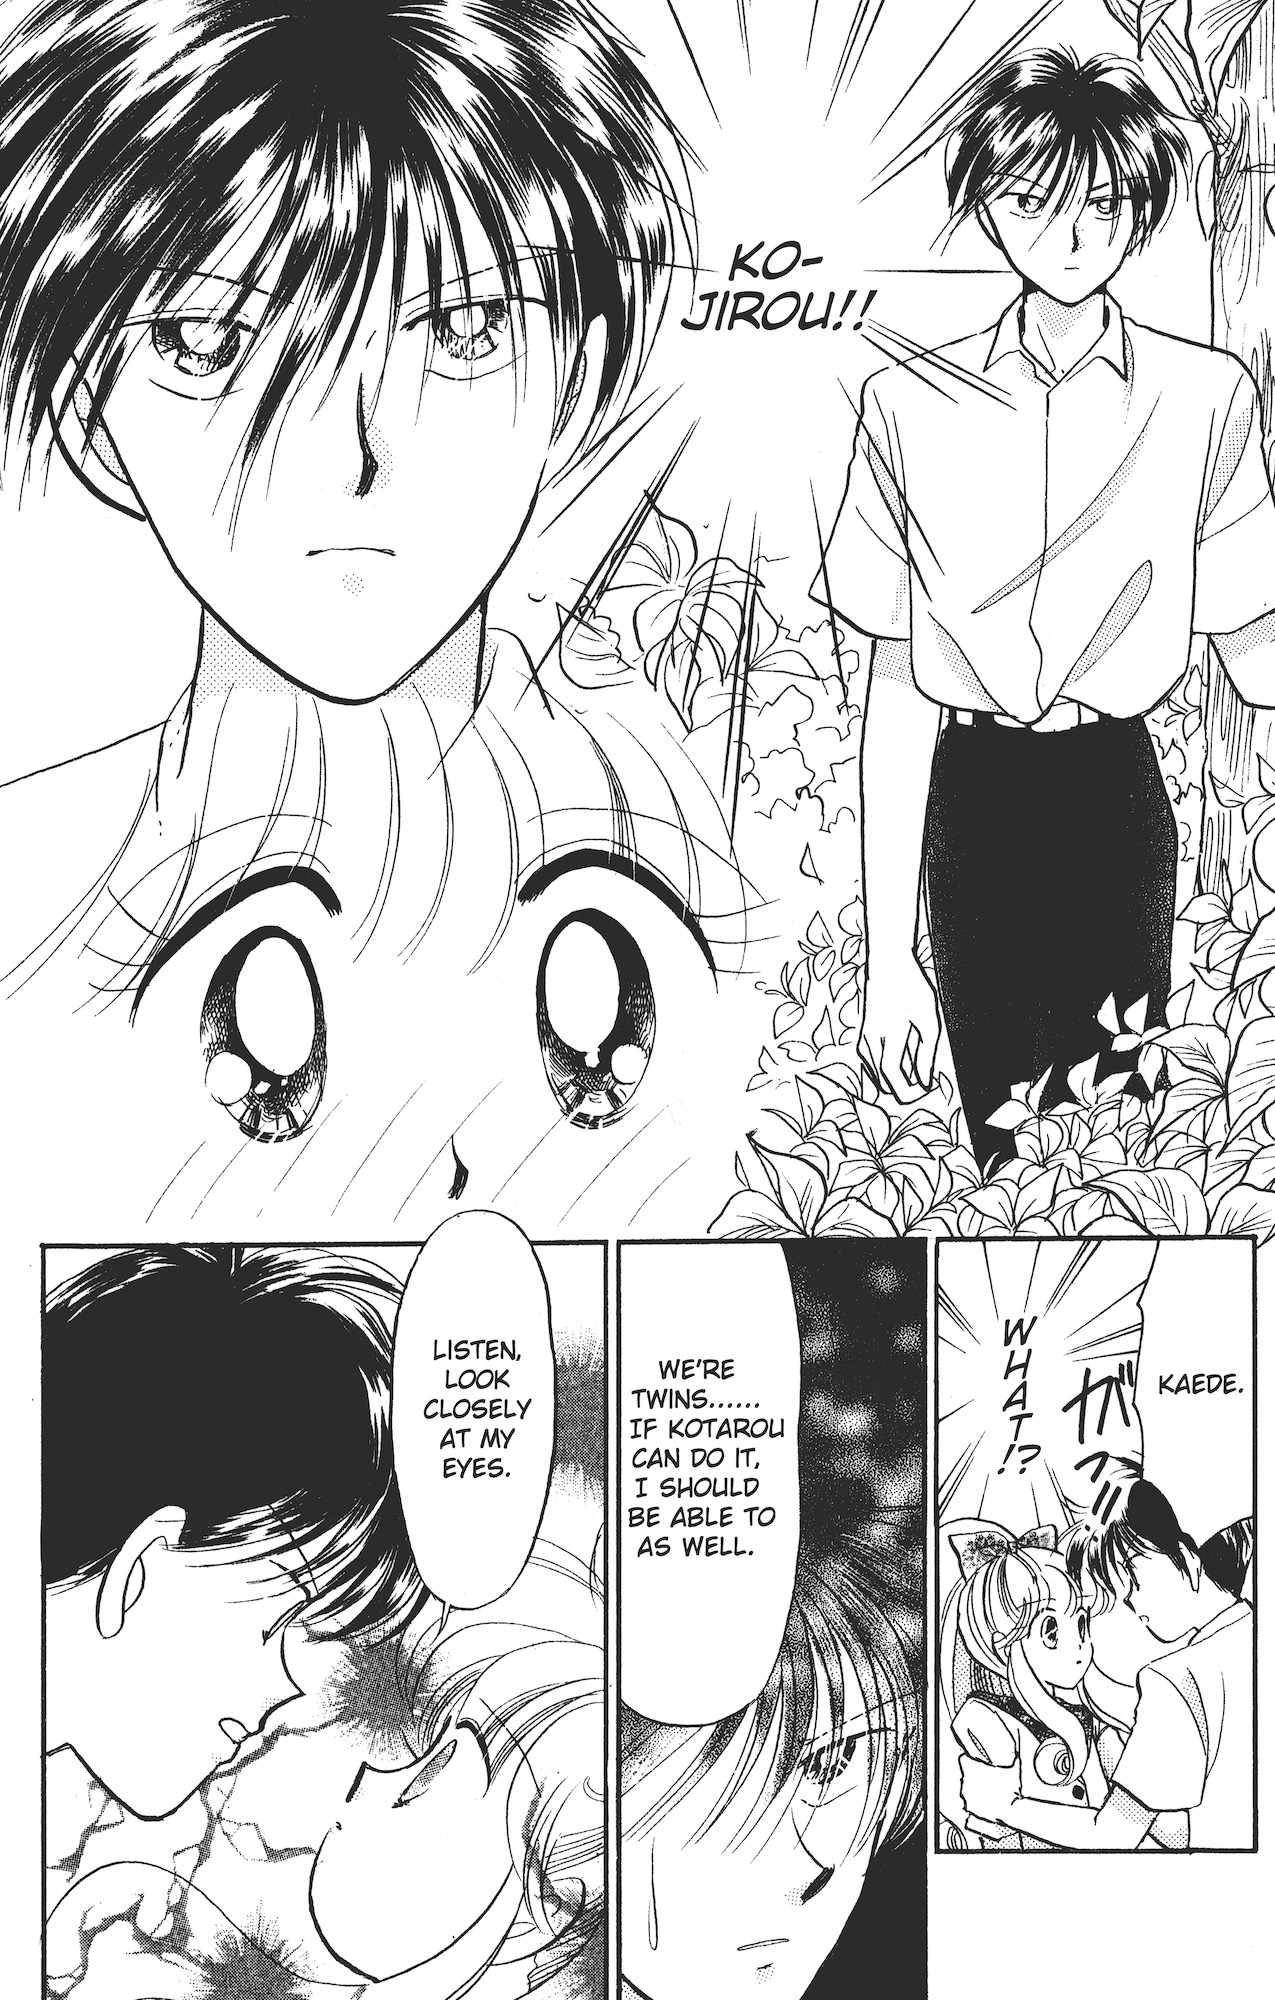 KO-
JIROU!!
KAEDE.
ガッ!!
WHAT!?
WE'RE
TWINS......
IF KOTAROU
CAN DO IT,
I SHOULD
BE ABLE TO
AS WELL.
LISTEN,
LOOK
CLOSELY
AT MY
EYES.